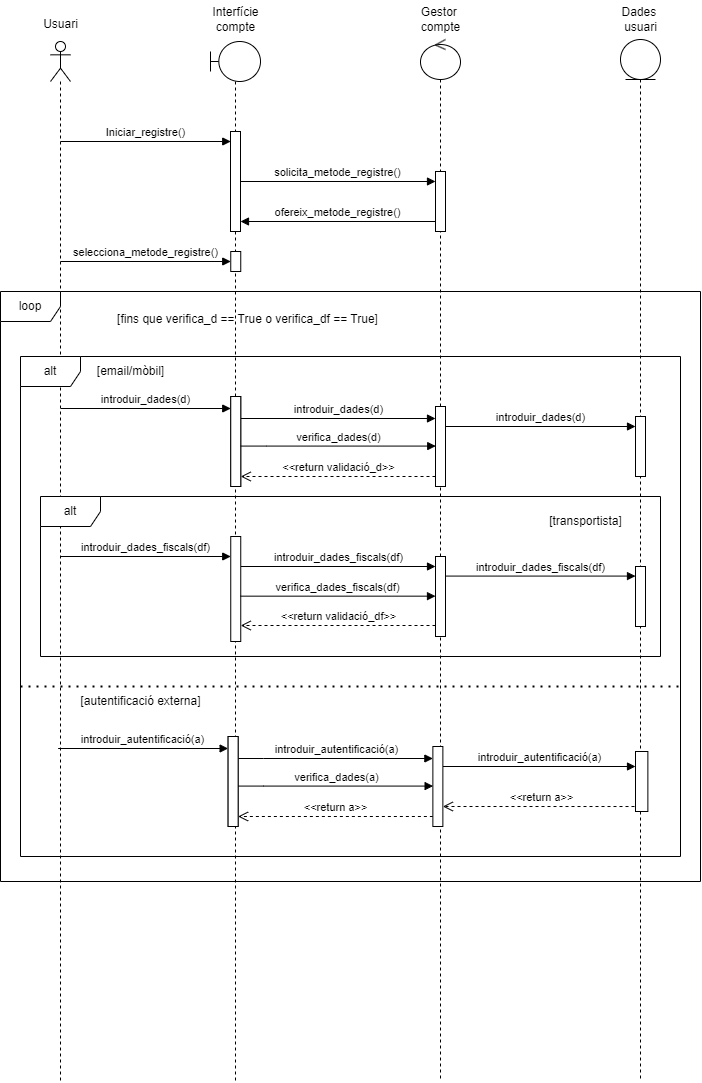 Usuari
Interfície
compte
Gestor
compte
Dades
usuari
Iniciar_registre()
solicita_metode_registre()
ofereix_metode_registre()
selecciona_metode_registre()
loop
[fins que verifica_d == True o verifica_df == True]
alt
[email/mòbil]
introduir_dades(d)
introduir_dades(d)
introduir_dades(d)
verifica_dades(d)
<<return validació_d>>
alt
[transportista]
introduir_dades_fiscals(df)
introduir_dades_fiscals(df)
introduir_dades_fiscals(df)
verifica_dades_fiscals(df)
<<return validació_df>>
[autentificació externa]
introduir_autentificació(a)
introduir_autentificació(a)
introduir_autentificació(a)
verifica_dades(a)
<<return a>>
<<return a>>